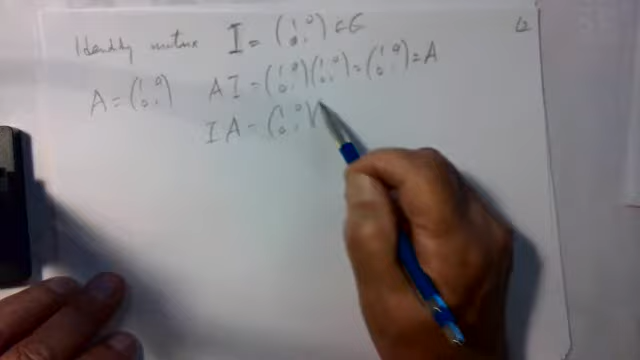 Identity matrix I = (1 0 0 1) ∈ G
A = (1 0 0 1) AI = (1 0 0 1)(1 0 0 1) = (1 0 0 1) = A
IA = (1 0 0 1)(